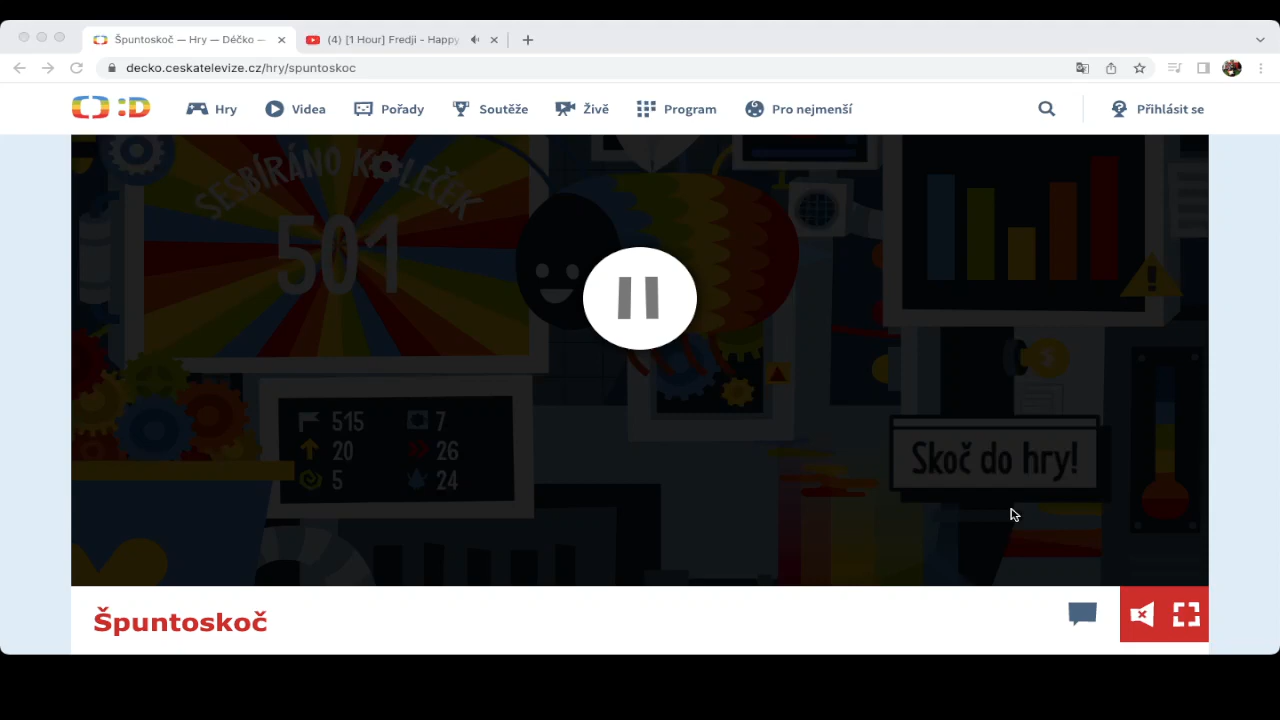 Špuntoskoč — Hry — Déčko —
(4) [1 Hour] Fredji - Happy
decko.ceskatelevize.cz/hry/spuntoskoc
:D Hry Videa Pořady Soutěže Živě Program Pro nejmenší Přihlásit se
SESBÍRÁNO KOLEČEK
501
515 7
20 26
5 24
Skoč do hry!
Špuntoskoč